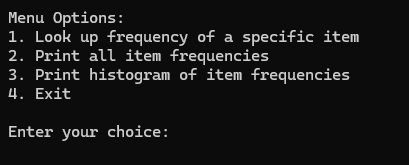 Menu Options:
1. Look up frequency of a specific item
2. Print all item frequencies
3. Print histogram of item frequencies
4. Exit
Enter your choice: